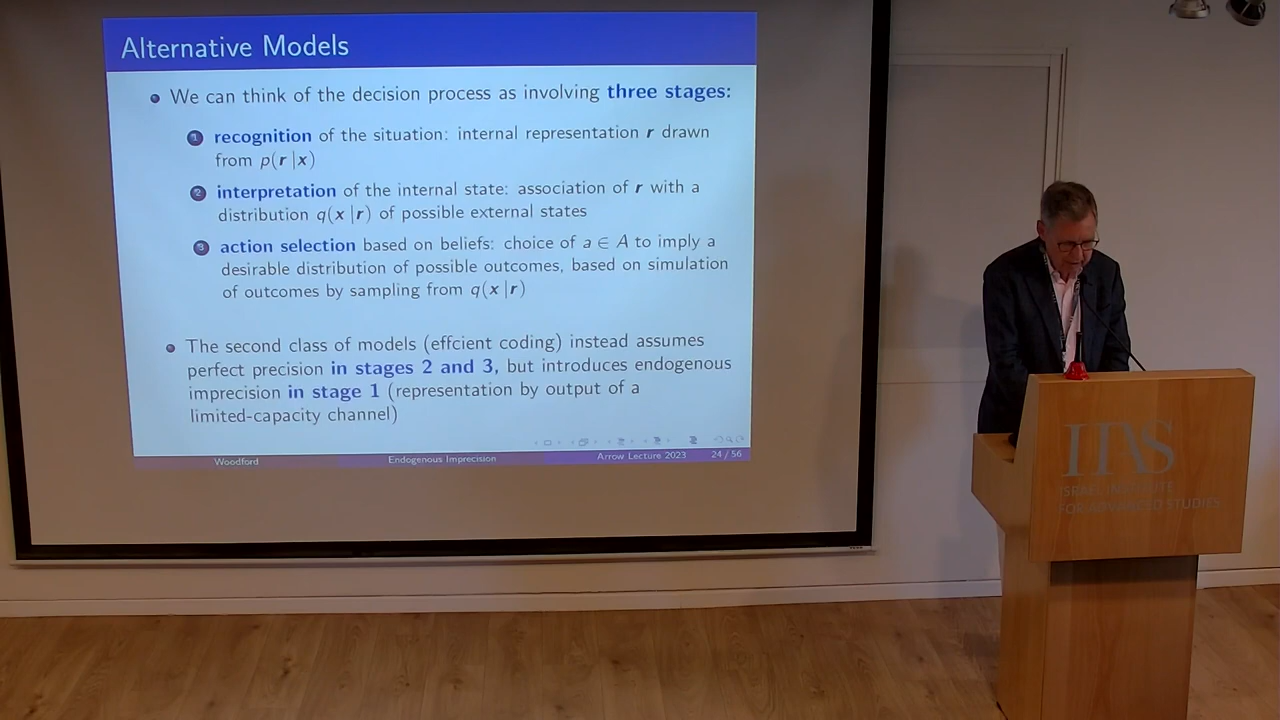 Alternative Models
We can think of the decision process as involving three stages:
1 recognition of the situation: internal representation r drawn
from p(r|x)
2 interpretation of the internal state: association of r with a
distribution q(x|r) of possible external states
3 action selection based on beliefs: choice of a ∈ A to imply a
desirable distribution of possible outcomes, based on simulation
of outcomes by sampling from q(x|r)
The second class of models (effcient coding) instead assumes
perfect precision in stages 2 and 3, but introduces endogenous
imprecision in stage 1 (representation by output of a
limited-capacity channel)
Woodford Endogenous Imprecision Arrow Lecture 2023 24 / 56
IIAS
ISRAEL INSTITUTE
FOR ADVANCED STUDIES